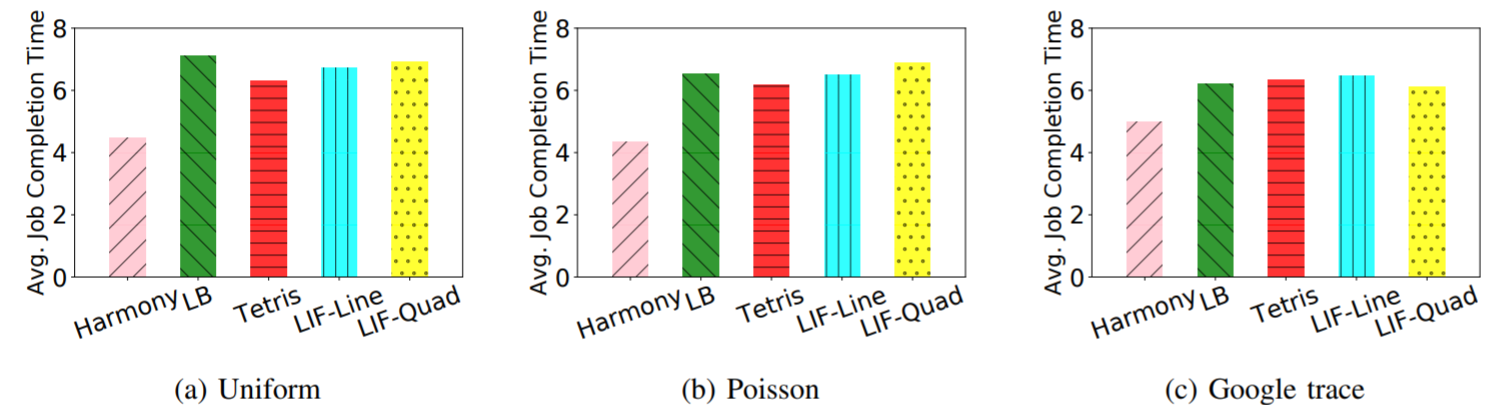 Avg. Job Completion Time
8
6
4
2
0
Harmony
LB
Tetris
LIF-Line
LIF-Quad
(a) Uniform
Avg. Job Completion Time
8
6
4
2
0
Harmony
LB
Tetris
LIF-Line
LIF-Quad
(b) Poisson
Avg. Job Completion Time
8
6
4
2
0
Harmony
LB
Tetris
LIF-Line
LIF-Quad
(c) Google trace